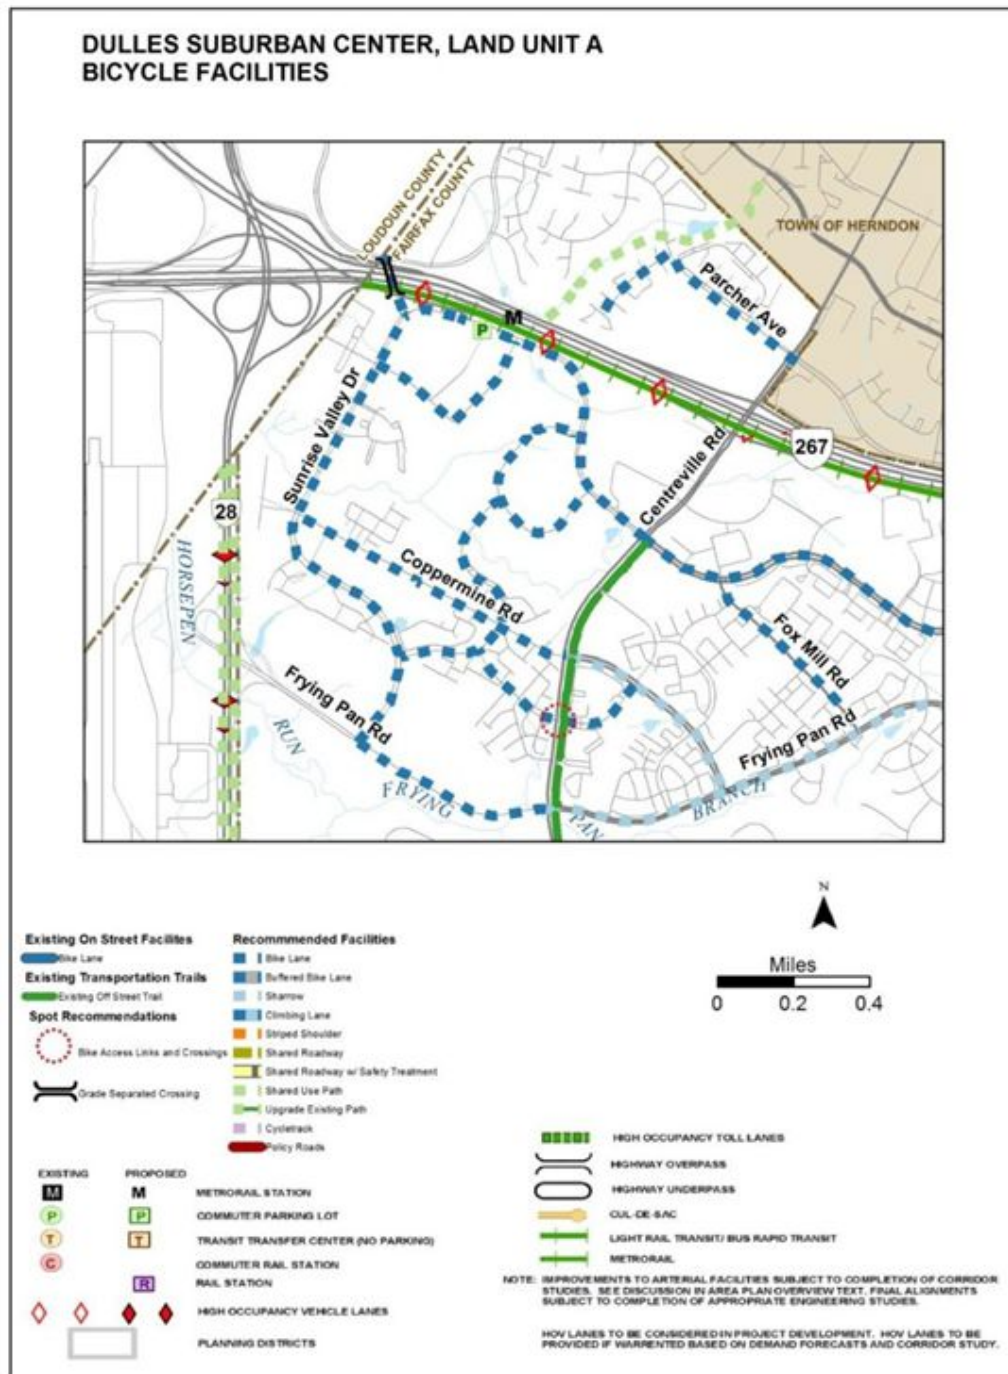 DULLES SUBURBAN CENTER, LAND UNIT A
BICYCLE FACILITIES
LOUDOUN COUNTY
FAIRFAX COUNTY
TOWN OF HERNDON
Parcher Ave
M
P
Sunrise Valley Dr
Centreville Rd
267
28
HORSEPEN
Coppermine Rd
Fox Mill Rd
Frying Pan Rd
Frying Pan Rd
RUN
FRYING
PAN
BRANCH
N
Miles
0 0.2 0.4
Existing On Street Facilites
Bike Lane
Existing Transportation Trails
Existing Off Street Trail
Spot Recommendations
Bike Access Links and Crossings
Grade Separated Crossing
Recommmended Facilities
Bike Lane
Buffered Bike Lane
Sharrow
Climbing Lane
Striped Shoulder
Shared Roadway
Shared Roadway w/ Safety Treatment
Shared Use Path
Upgrade Existing Path
Cycletrack
Policy Roads
EXISTING PROPOSED
M M METRORAIL STATION
P P COMMUTER PARKING LOT
T T TRANSIT TRANSFER CENTER (NO PARKING)
C COMMUTER RAIL STATION
R RAIL STATION
HIGH OCCUPANCY VEHICLE LANES
PLANNING DISTRICTS
HIGH OCCUPANCY TOLL LANES
HIGHWAY OVERPASS
HIGHWAY UNDERPASS
CUL-DE-SAC
LIGHT RAIL TRANSIT/ BUS RAPID TRANSIT
METRORAIL
NOTE: IMPROVEMENTS TO ARTERIAL FACILITIES SUBJECT TO COMPLETION OF CORRIDOR
STUDIES. SEE DISCUSSION IN AREA PLAN OVERVIEW TEXT. FINAL ALIGNMENTS
SUBJECT TO COMPLETION OF APPROPRIATE ENGINEERING STUDIES.
HOV LANES TO BE CONSIDERED IN PROJECT DEVELOPMENT. HOV LANES TO BE
PROVIDED IF WARRENTED BASED ON DEMAND FORECASTS AND CORRIDOR STUDY.